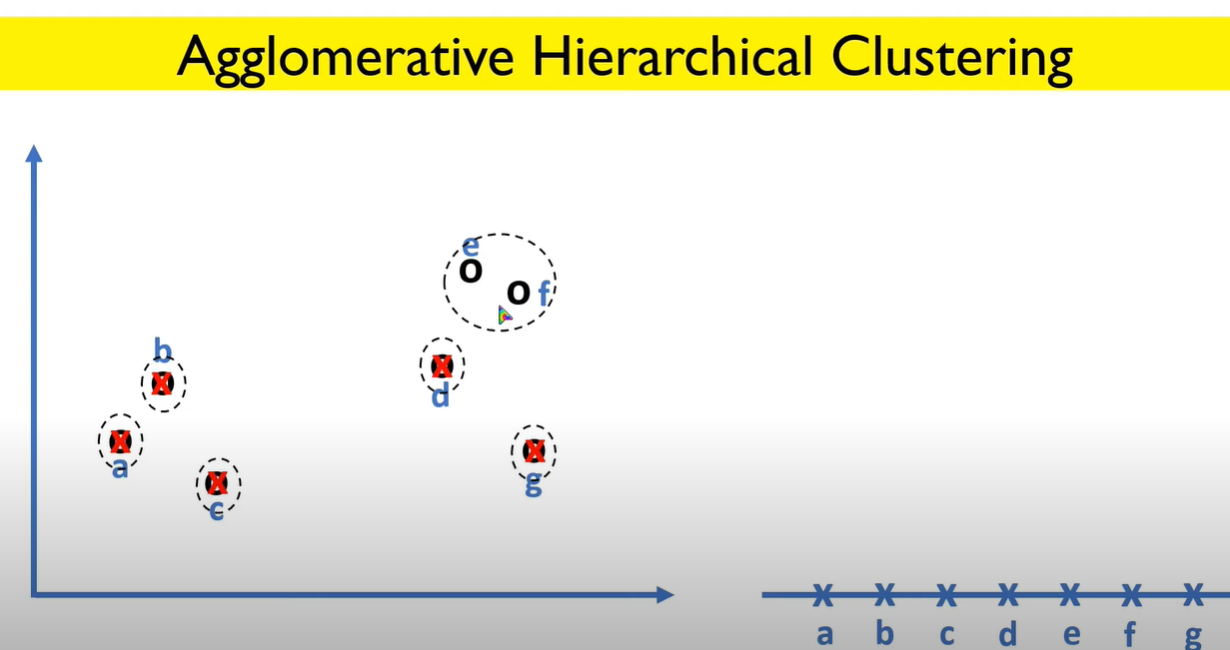 Agglomerative Hierarchical Clustering
e
o
o f
b
x
x
d
x
a
x
g
x
c
x x x x x x x
a b c d e f g